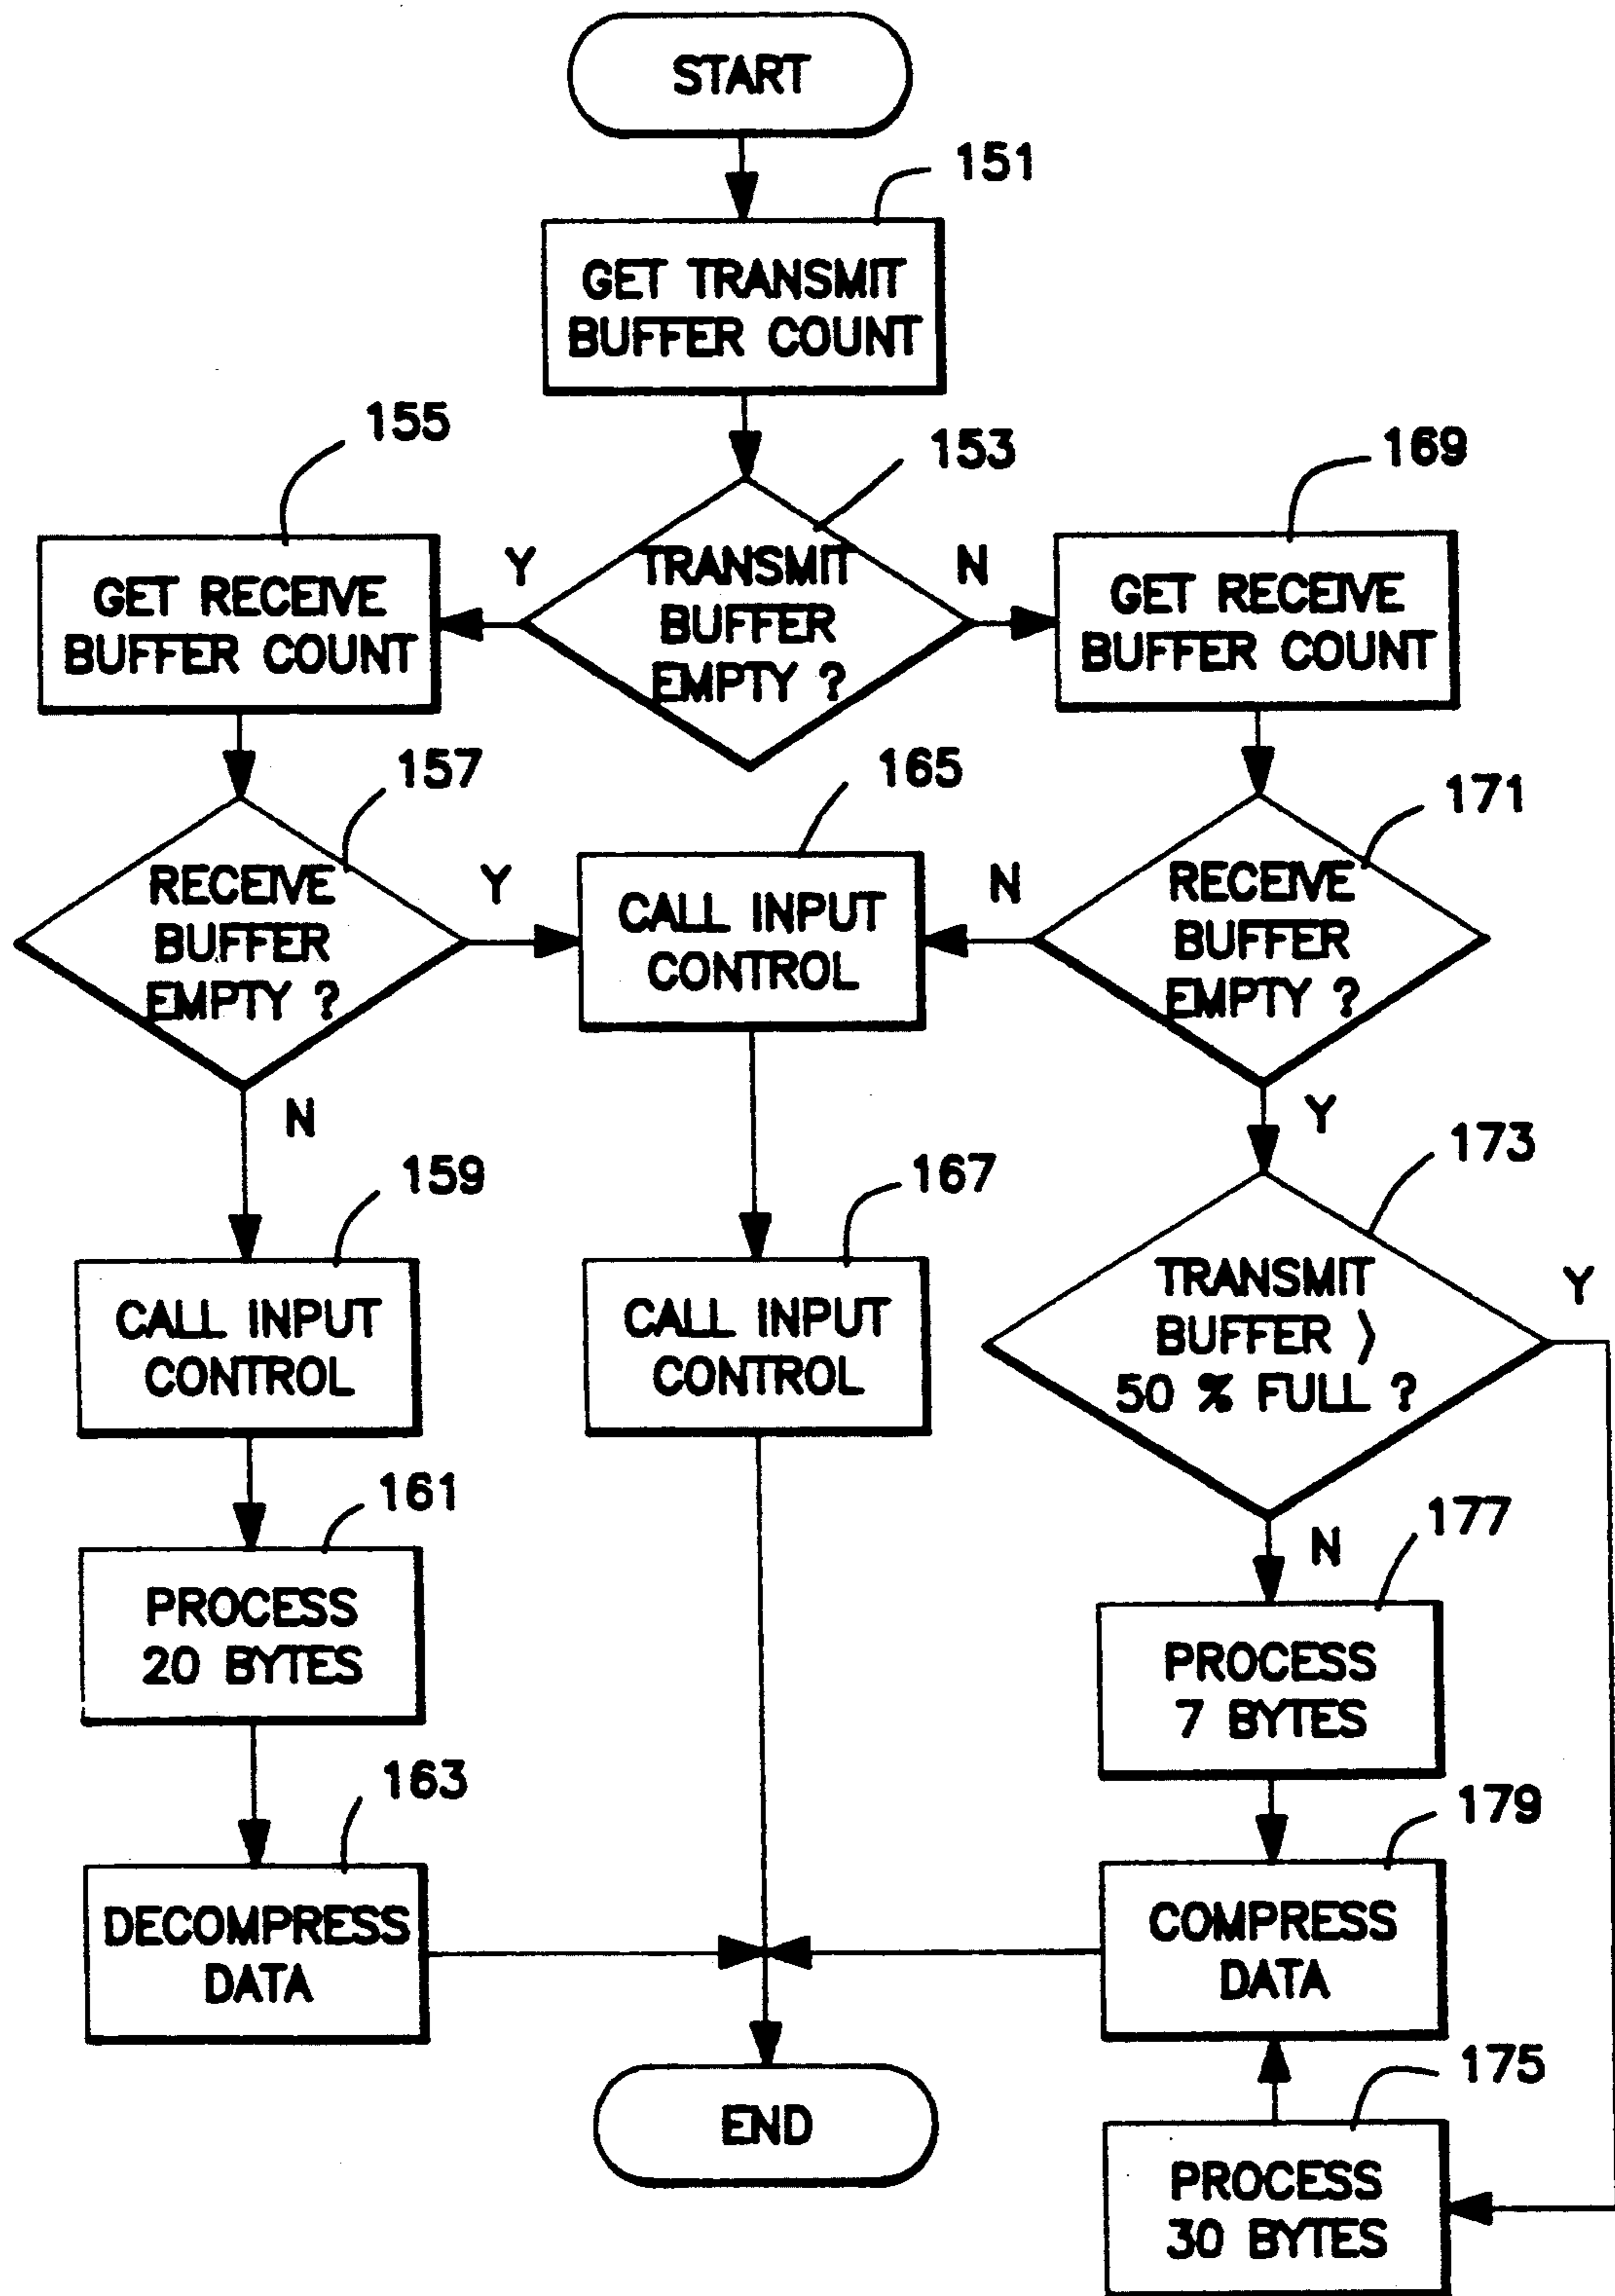 START
151
GET TRANSMIT
BUFFER COUNT
155
153
169
GET RECEIVE
BUFFER COUNT
Y
TRANSMIT
BUFFER
EMPTY ?
N
GET RECEIVE
BUFFER COUNT
157
165
171
RECEIVE
BUFFER
EMPTY ?
Y
CALL INPUT
CONTROL
N
RECEIVE
BUFFER
EMPTY ?
N
Y
159
167
173
CALL INPUT
CONTROL
CALL INPUT
CONTROL
TRANSMIT
BUFFER >
50 % FULL ?
Y
161
N
177
PROCESS
20 BYTES
PROCESS
7 BYTES
163
179
DECOMPRESS
DATA
COMPRESS
DATA
175
END
PROCESS
30 BYTES